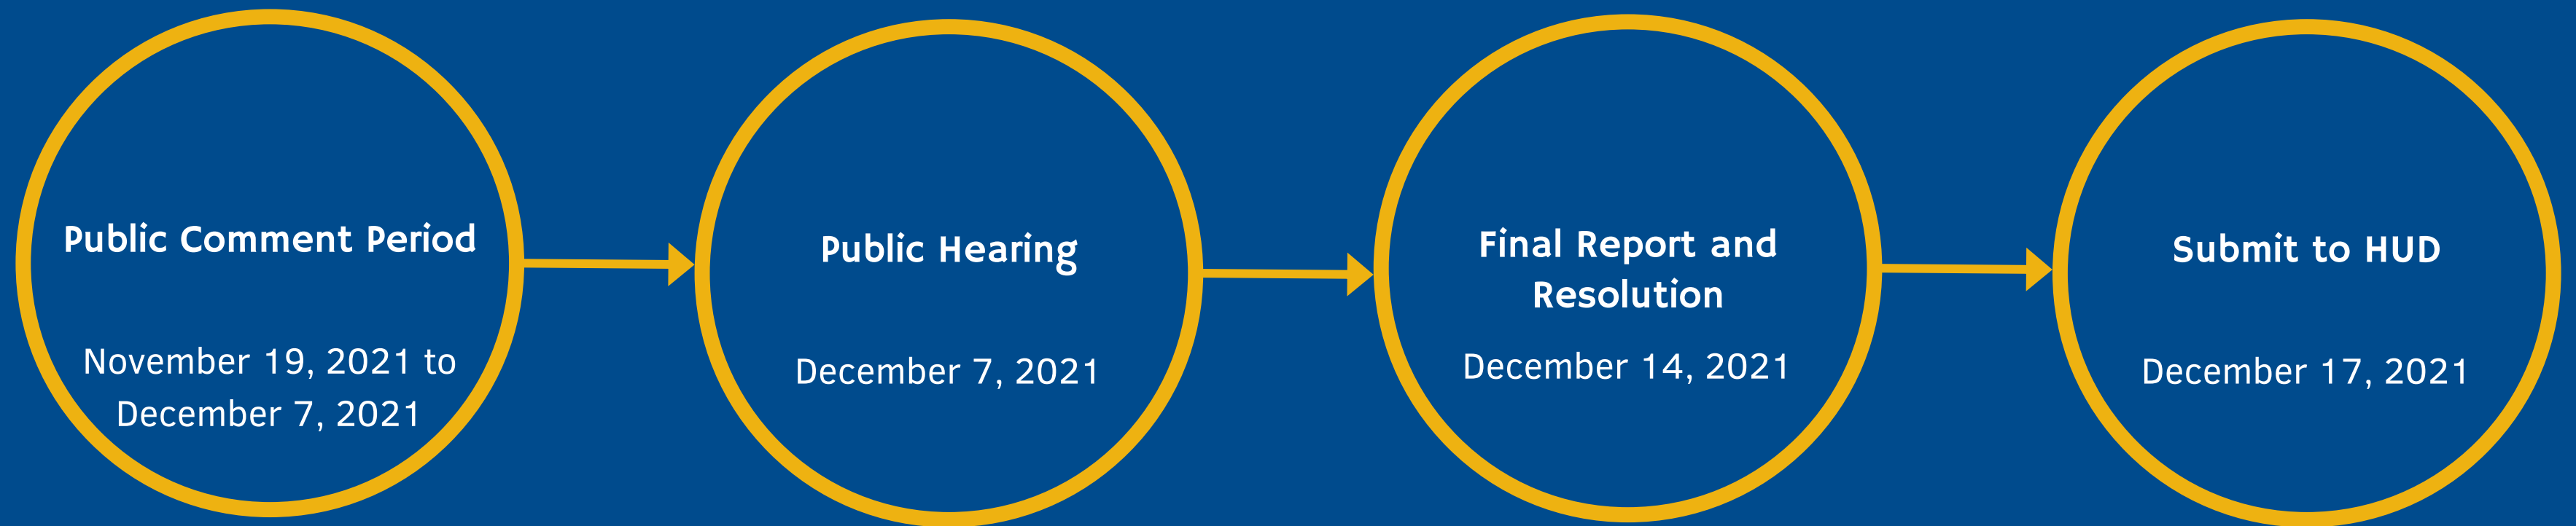 Public Comment Period
November 19, 2021 to
December 7, 2021
Public Hearing
December 7, 2021
Final Report and
Resolution
December 14, 2021
Submit to HUD
December 17, 2021